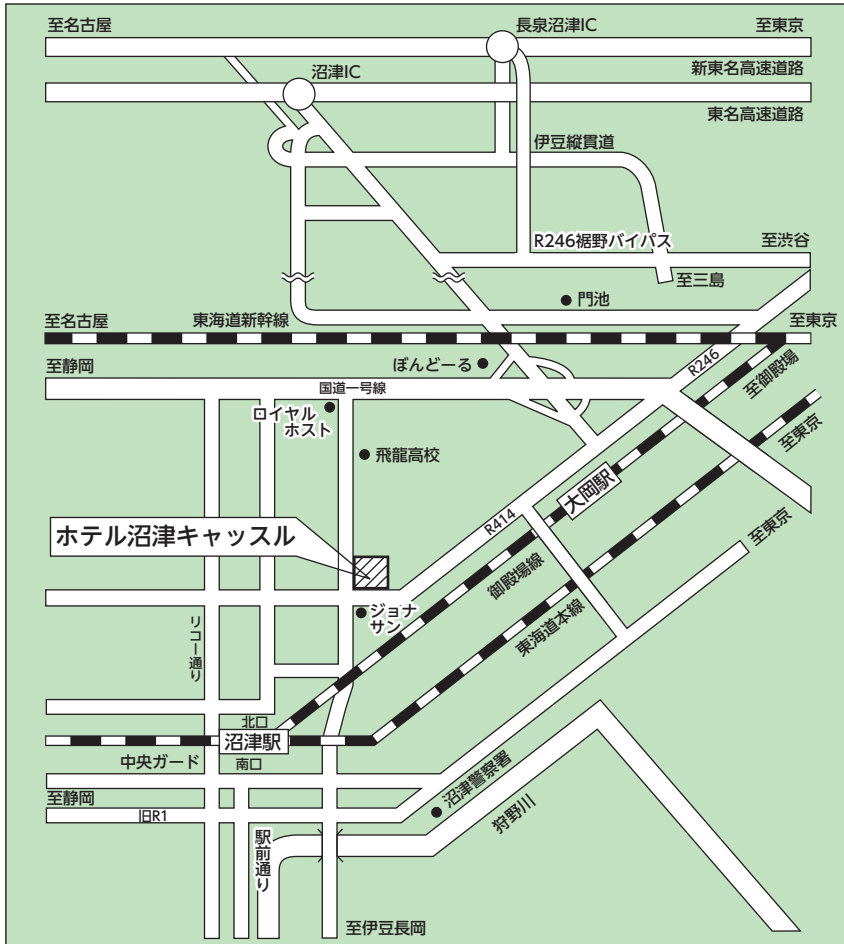 至名古屋
長泉沼津IC
至東京
新東名高速道路
沼津IC
東名高速道路
伊豆縦貫道
R246裾野バイパス
至渋谷
至三島
門池
至名古屋
東海道新幹線
至東京
至静岡
ぼんどーる
R246
至御殿場
国道一号線
ロイヤル
ホスト
至東京
飛龍高校
大岡駅
R414
ホテル沼津キャッスル
御殿場線
至東京
ジョナ
サン
東海道本線
リコー通り
北口
沼津駅
中央ガード
南口
沼津警察署
至静岡
旧R1
狩野川
駅前通り
至伊豆長岡